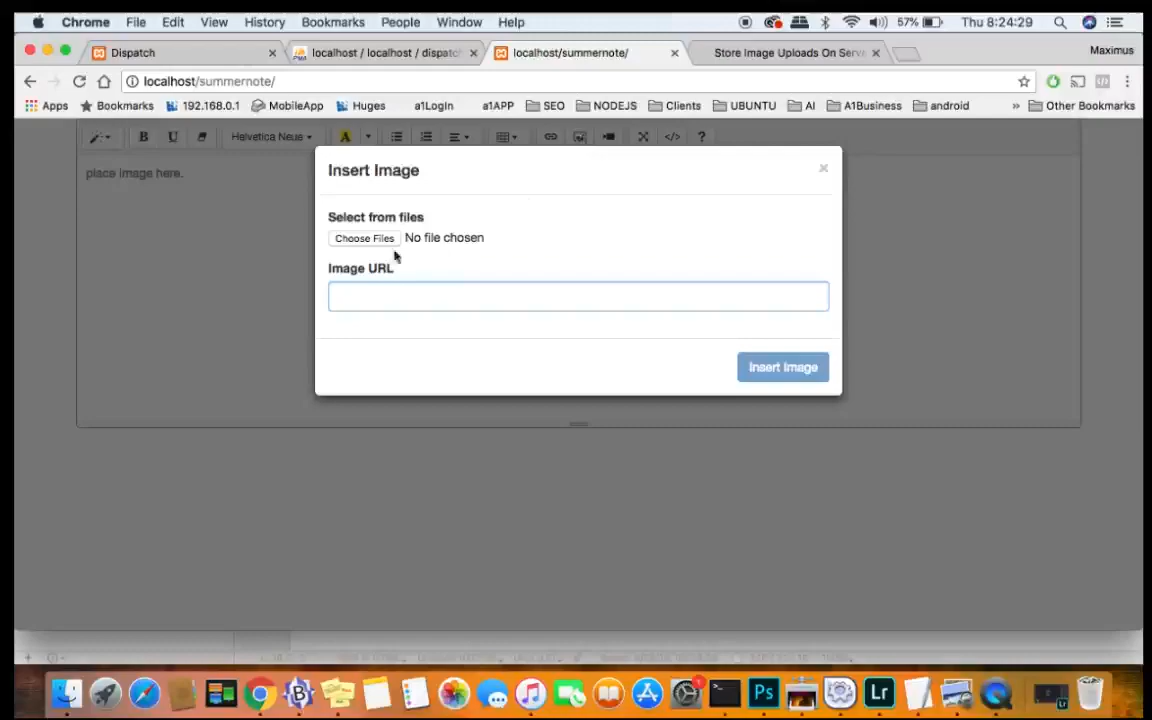 Chrome File Edit View History Bookmarks People Window Help 57% Thu 8:24:29
Dispatch localhost / localhost / dispatch localhost/summernote/ Store Image Uploads On Serv Maximus
localhost/summernote/
Apps Bookmarks 192.168.0.1 MobileApp Huges a1LogIn a1APP SEO NODEJS Clients UBUNTU AI A1Business android » Other Bookmarks
B U Helvetica Neue A </> ?
place image here.
Insert Image ×
Select from files
Choose Files No file chosen
Image URL
Insert Image
1 Ps Lr